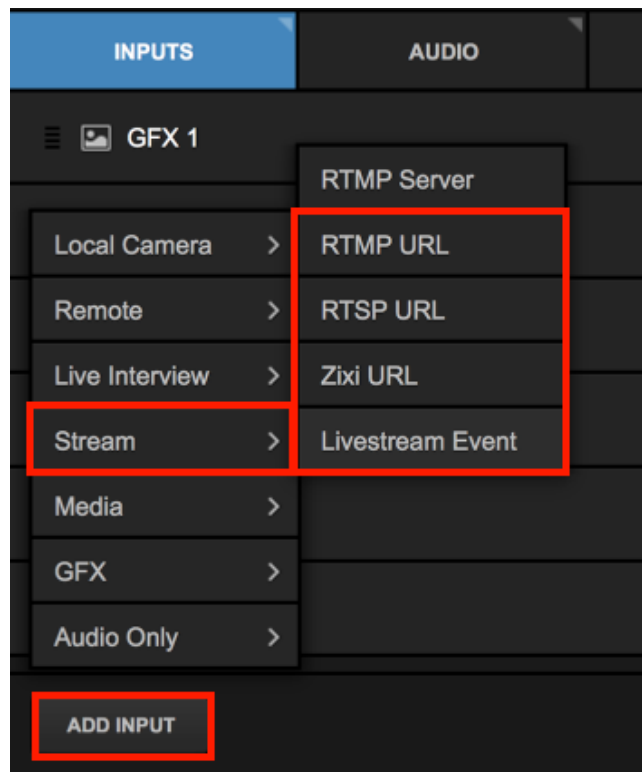 INPUTS
AUDIO
GFX 1
RTMP Server
Local Camera
RTMP URL
Remote
RTSP URL
Live Interview
Zixi URL
Stream
Livestream Event
Media
GFX
Audio Only
ADD INPUT